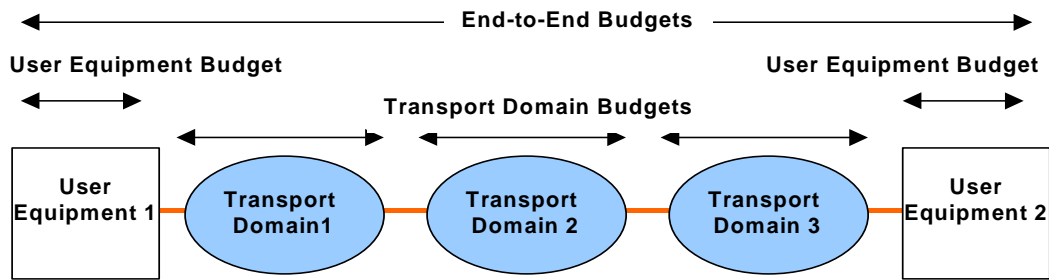 End-to-End Budgets
User Equipment Budget
User Equipment Budget
Transport Domain Budgets
User
Equipment 1
Transport
Domain1
Transport
Domain 2
Transport
Domain 3
User
Equipment 2